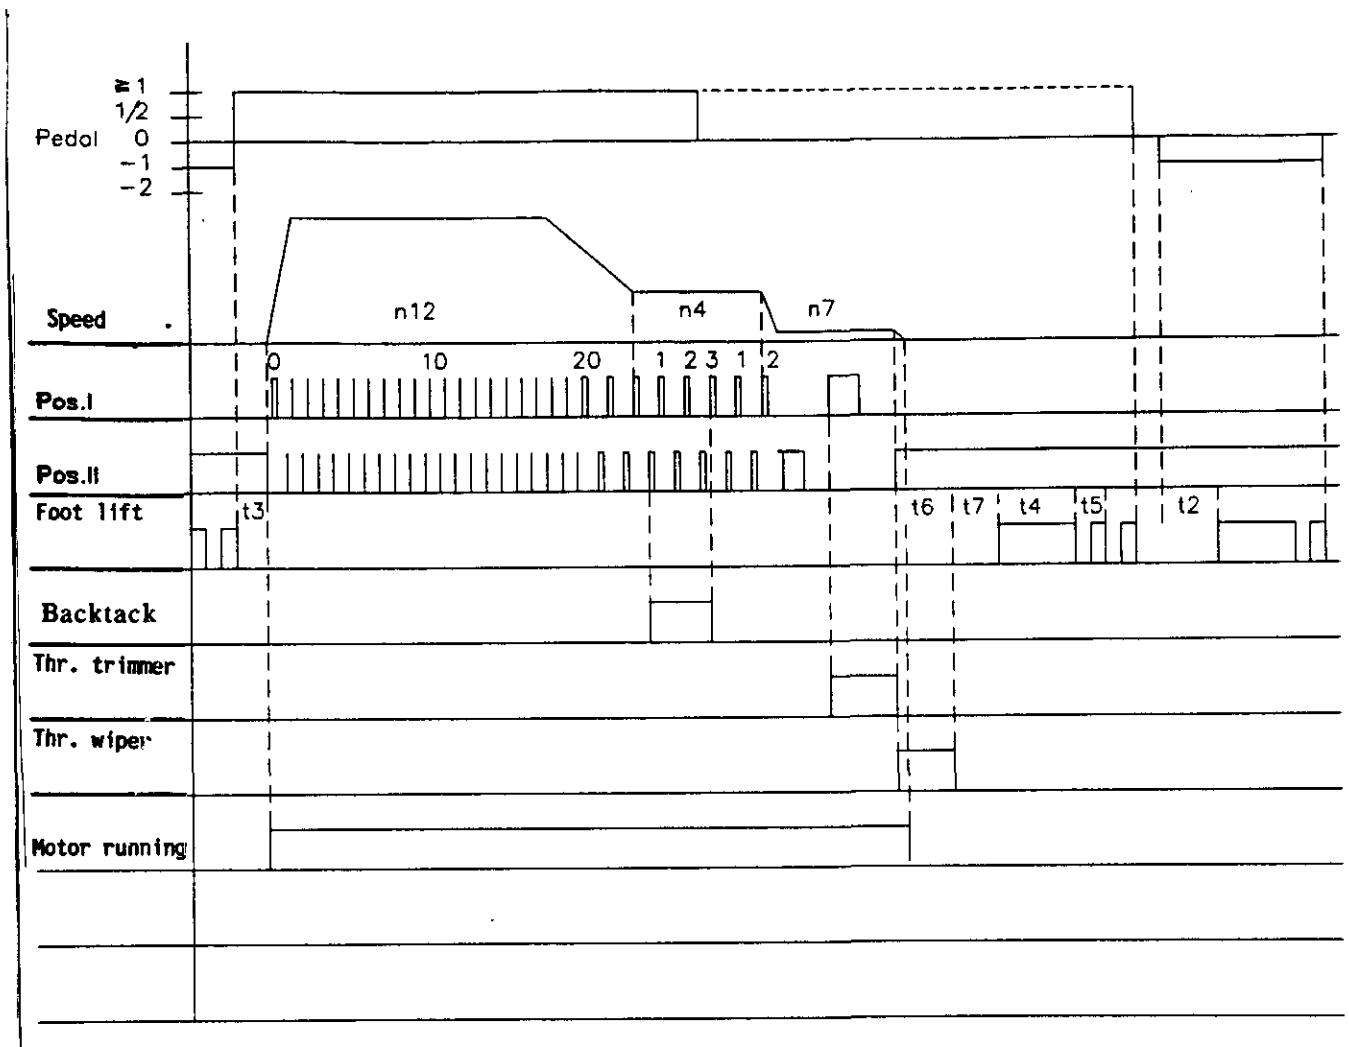 ≥1
1/2
Pedal 0
-1
-2
n12 n4 n7
Speed
0 10 20 1 2 3 1 2
Pos.I
Pos.II
Foot lift t3 t6 t7 t4 t5 t2
Backtack
Thr. trimmer
Thr. wiper
Motor running